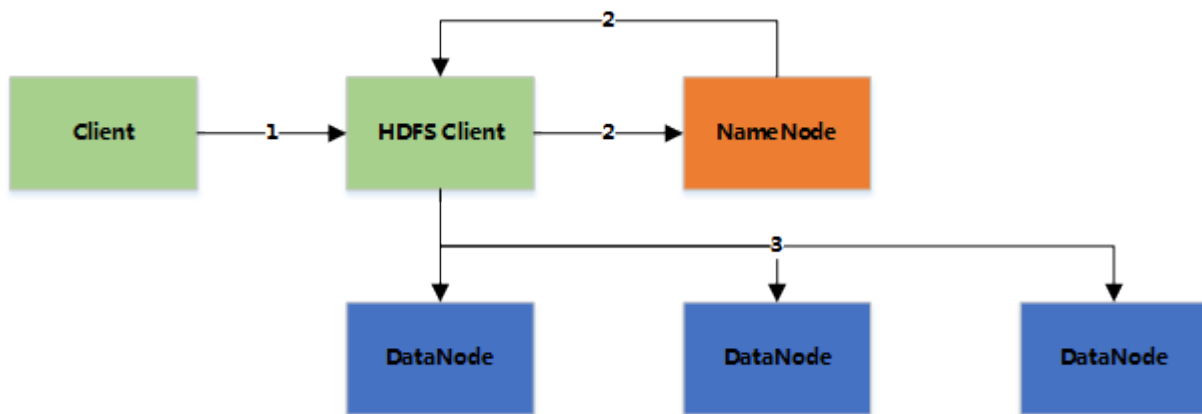 2
Client
1
HDFS Client
2
NameNode
3
DataNode
DataNode
DataNode